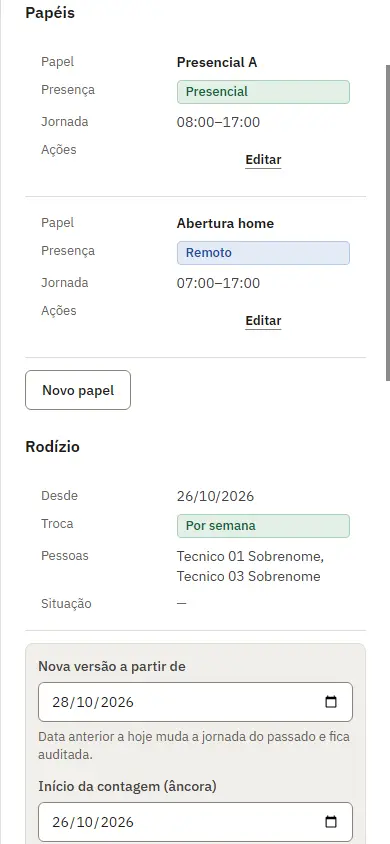 Papéis
Papel Presencial A
Presença Presencial
Jornada 08:00–17:00
Ações
Editar
Papel Abertura home
Presença Remoto
Jornada 07:00–17:00
Ações
Editar
Novo papel
Rodízio
Desde 26/10/2026
Troca Por semana
Pessoas Tecnico 01 Sobrenome,
Tecnico 03 Sobrenome
Situação —
Nova versão a partir de
28/10/2026
Data anterior a hoje muda a jornada do passado e fica
auditada.
Início da contagem (âncora)
26/10/2026